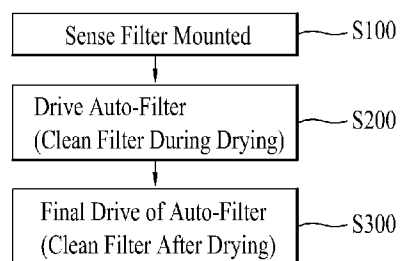 Sense Filter Mounted
S100
Drive Auto-Filter
(Clean Filter During Drying)
S200
Final Drive of Auto-Filter
(Clean Filter After Drying)
S300